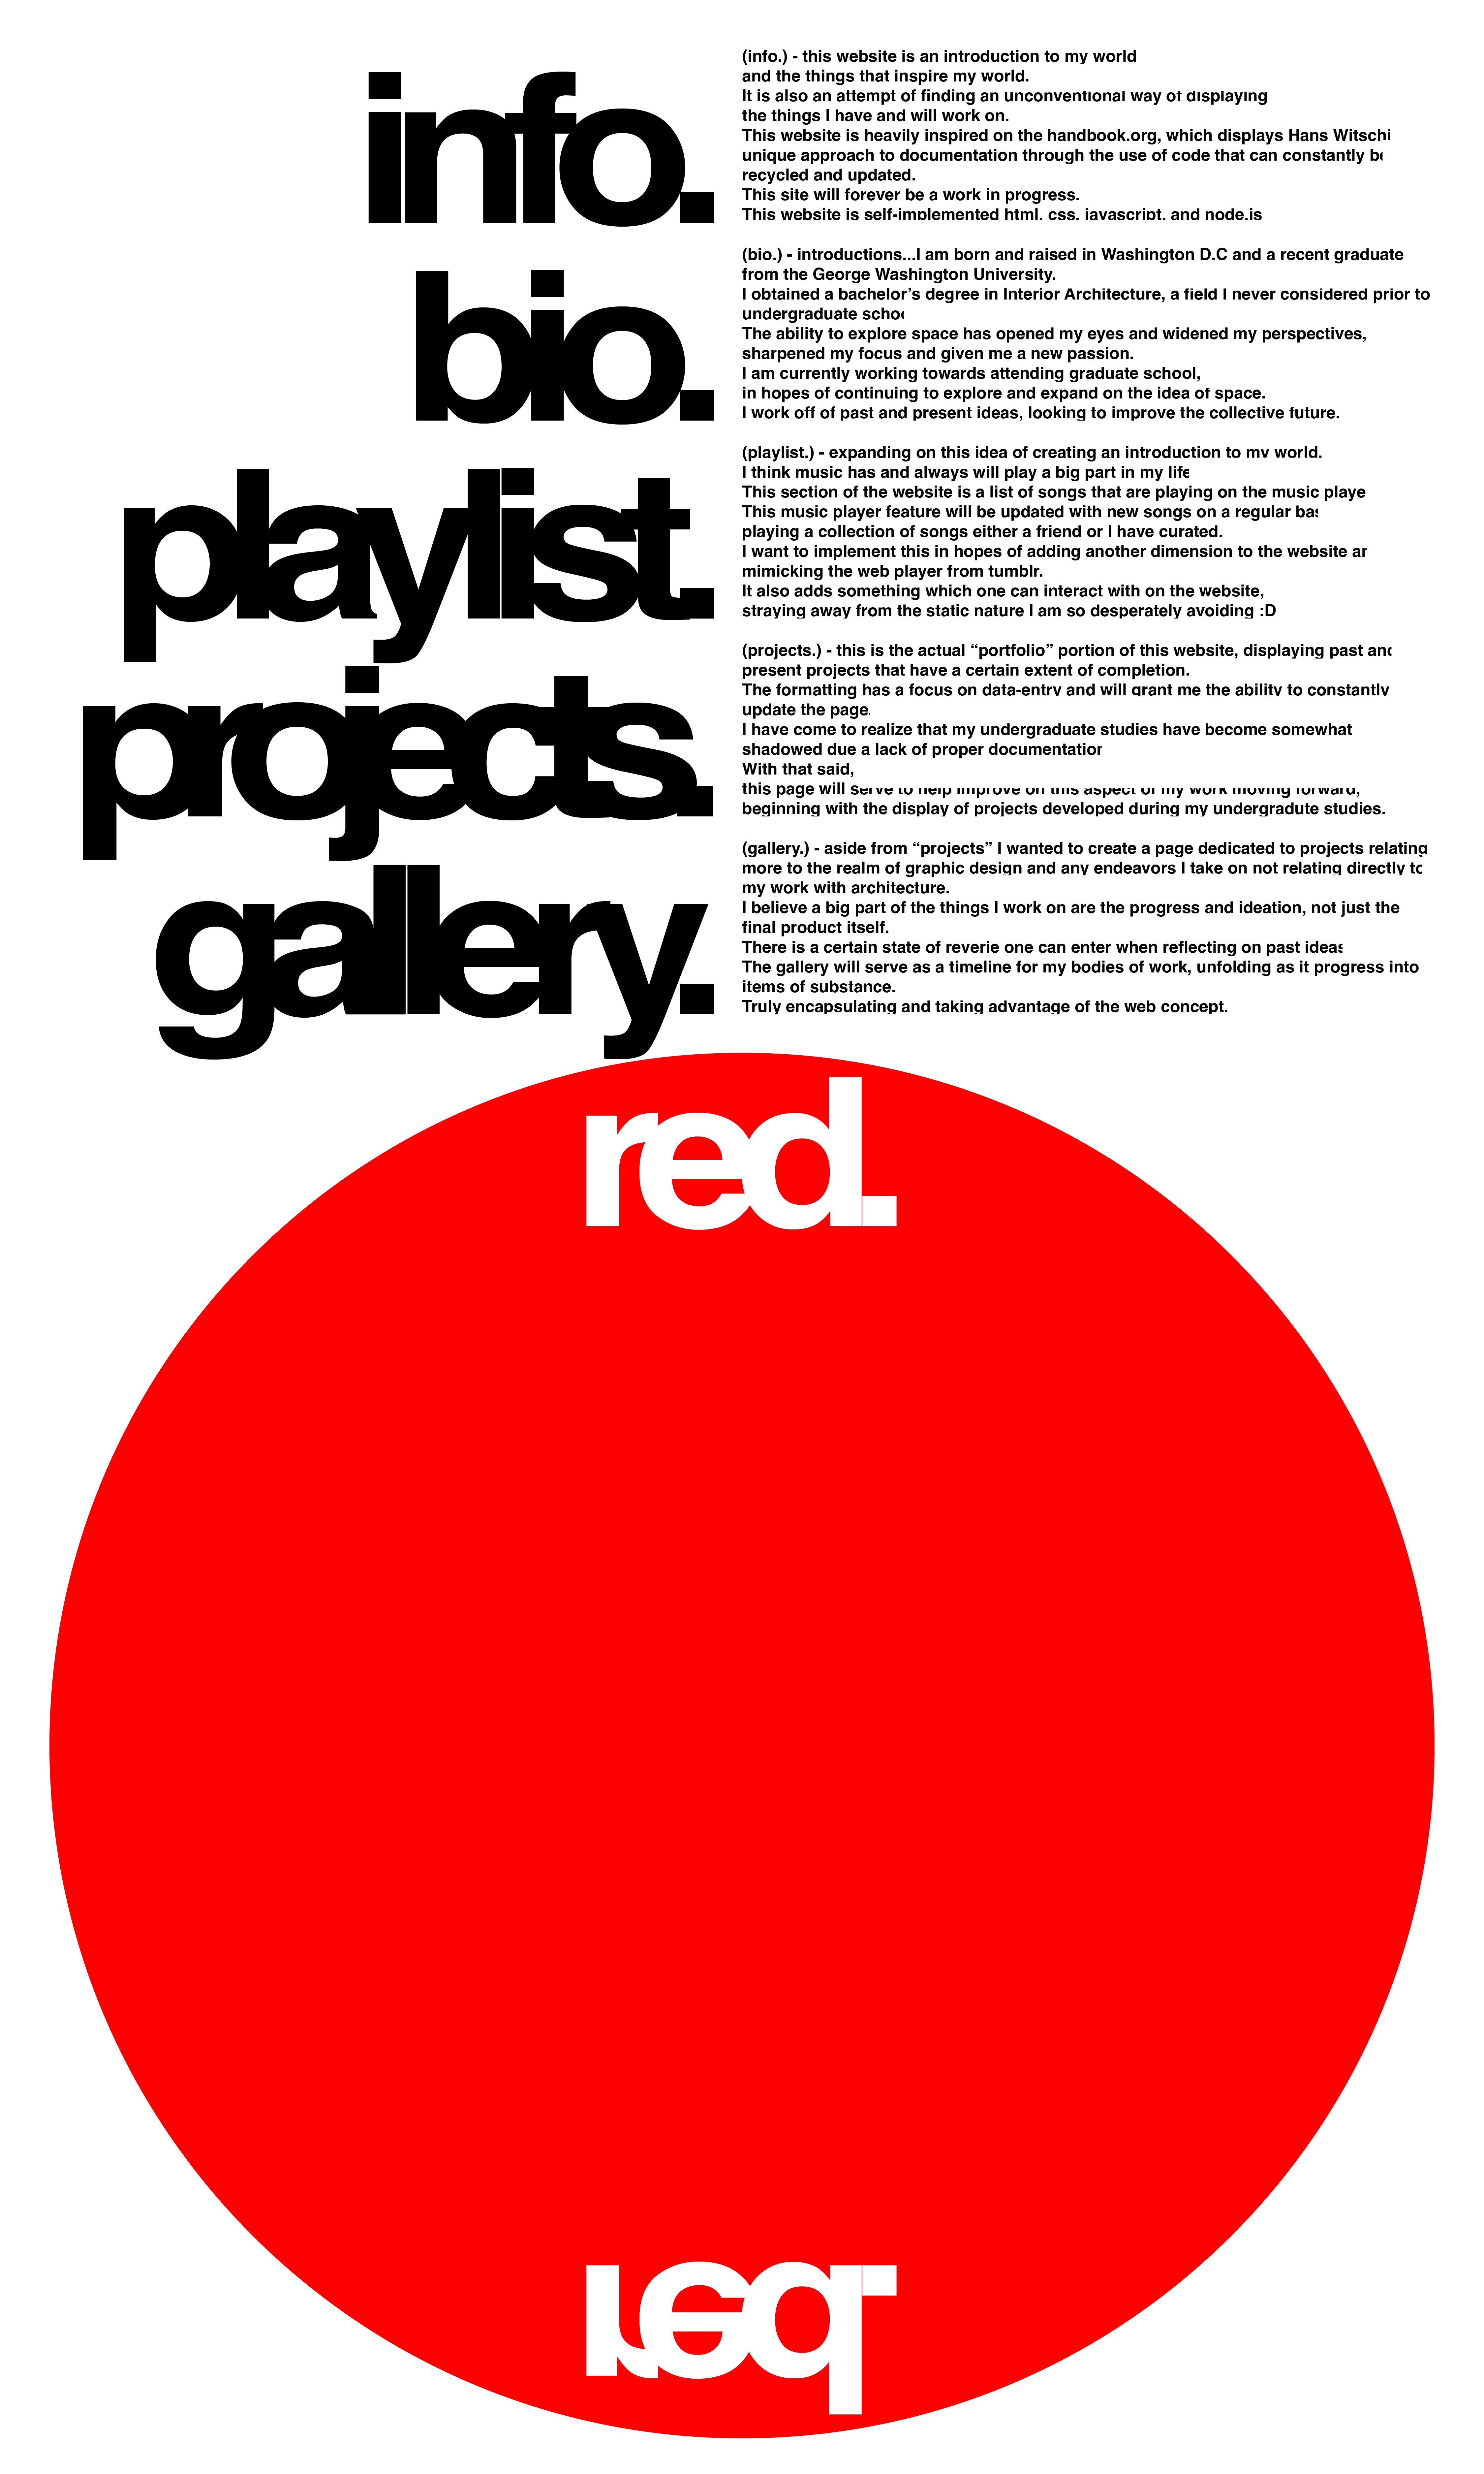 info.
(info.) - this website is an introduction to my world
and the things that inspire my world.
It is also an attempt of finding an unconventional way of displaying
the things I have and will work on.
This website is heavily inspired on the handbook.org, which displays Hans Witschi
unique approach to documentation through the use of code that can constantly be
recycled and updated.
This site will forever be a work in progress.
This website is self-implemented html, css, javascript, and node.js
bio.
(bio.) - introductions...I am born and raised in Washington D.C and a recent graduate
from the George Washington University.
I obtained a bachelor’s degree in Interior Architecture, a field I never considered prior to
undergraduate
The ability to explore space has opened my eyes and widened my perspectives,
sharpened my focus and given me a new passion.
I am currently working towards attending graduate school,
in hopes of continuing to explore and expand on the idea of space.
I work off of past and present ideas, looking to improve the collective future.
playlist.
(playlist.) - expanding on this idea of creating an introduction to my world.
I think music has and always will play a big part in my life
This section of the website is a list of songs that are playing on the music
This music player feature will be updated with new songs on a regular
playing a collection of songs either a friend or I have curated.
I want to implement this in hopes of adding another dimension to the website
mimicking the web player from tumblr.
It also adds something which one can interact with on the website,
straying away from the static nature I am so desperately avoiding :D
projects.
(projects.) - this is the actual “portfolio” portion of this website, displaying past and
present projects that have a certain extent of completion.
The formatting has a focus on data-entry and will grant me the ability to constantly
update the page.
I have come to realize that my undergraduate studies have become somewhat
shadowed due a lack of proper documentation
With that said,
this page will serve to help improve on this aspect of my work moving forward,
beginning with the display of projects developed during my undergradute studies.
gallery.
(gallery.) - aside from “projects” I wanted to create a page dedicated to projects relating
more to the realm of graphic design and any endeavors I take on not relating directly to
my work with architecture.
I believe a big part of the things I work on are the progress and ideation, not just the
final product itself.
There is a certain state of reverie one can enter when reflecting on past ideas
The gallery will serve as a timeline for my bodies of work, unfolding as it progress into
items of substance.
Truly encapsulating and taking advantage of the web concept.
red.
red.